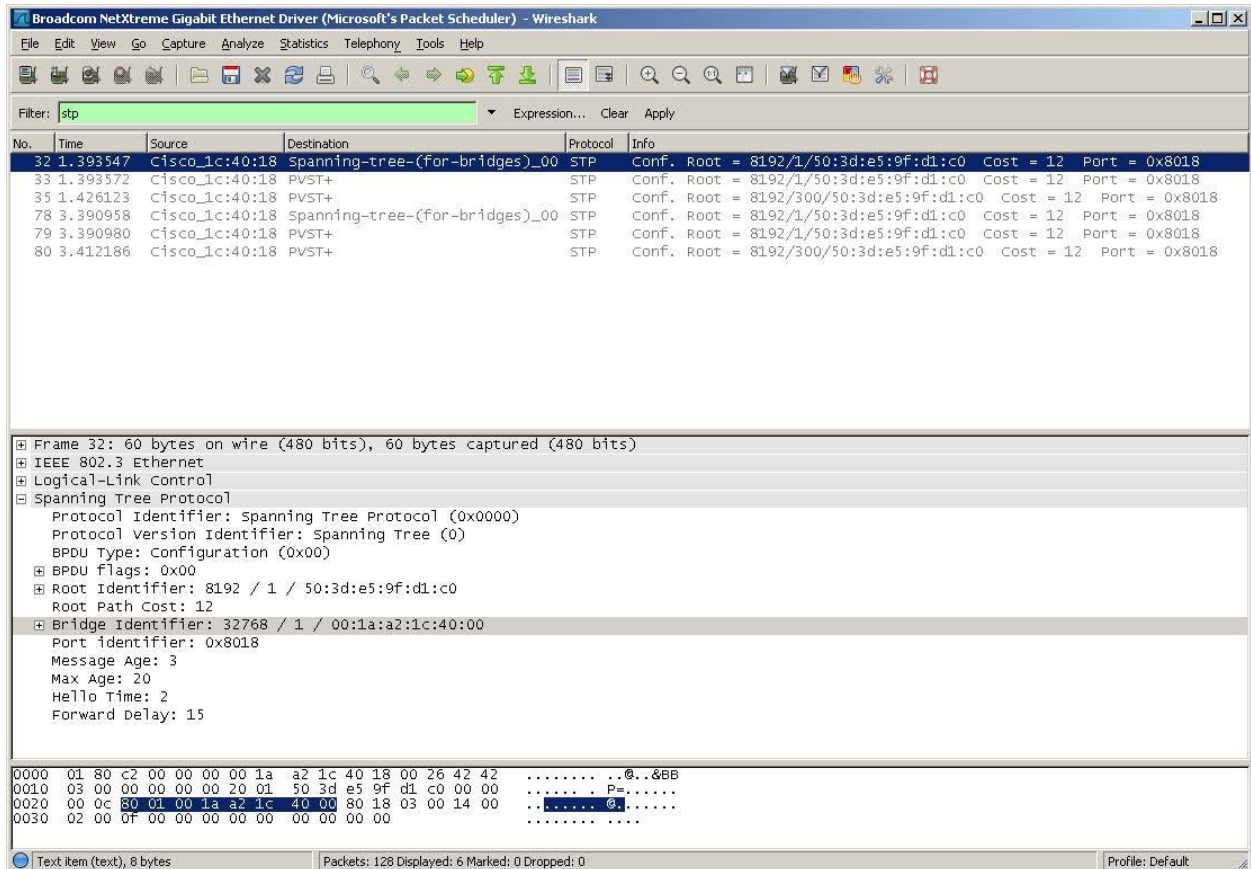 Broadcom NetXtreme Gigabit Ethernet Driver (Microsoft's Packet Scheduler) - Wireshark
File Edit View Go Capture Analyze Statistics Telephony Tools Help
Filter: stp Expression... Clear Apply
No. Time Source Destination Protocol Info
32 1.393547 Cisco_1c:40:18 Spanning-tree-(for-bridges)_00 STP Conf. Root = 8192/1/50:3d:e5:9f:d1:c0 Cost = 12 Port = 0x8018
33 1.393572 Cisco_1c:40:18 PVST+ STP Conf. Root = 8192/1/50:3d:e5:9f:d1:c0 Cost = 12 Port = 0x8018
35 1.426123 Cisco_1c:40:18 PVST+ STP Conf. Root = 8192/300/50:3d:e5:9f:d1:c0 Cost = 12 Port = 0x8018
78 3.390958 Cisco_1c:40:18 Spanning-tree-(for-bridges)_00 STP Conf. Root = 8192/1/50:3d:e5:9f:d1:c0 Cost = 12 Port = 0x8018
79 3.390980 Cisco_1c:40:18 PVST+ STP Conf. Root = 8192/1/50:3d:e5:9f:d1:c0 Cost = 12 Port = 0x8018
80 3.412186 Cisco_1c:40:18 PVST+ STP Conf. Root = 8192/300/50:3d:e5:9f:d1:c0 Cost = 12 Port = 0x8018
Frame 32: 60 bytes on wire (480 bits), 60 bytes captured (480 bits)
IEEE 802.3 Ethernet
Logical-Link Control
Spanning Tree Protocol
Protocol Identifier: Spanning Tree Protocol (0x0000)
Protocol Version Identifier: Spanning Tree (0)
BPDU Type: Configuration (0x00)
BPDU flags: 0x00
Root Identifier: 8192 / 1 / 50:3d:e5:9f:d1:c0
Root Path Cost: 12
Bridge Identifier: 32768 / 1 / 00:1a:a2:1c:40:00
Port identifier: 0x8018
Message Age: 3
Max Age: 20
Hello Time: 2
Forward Delay: 15
0000 01 80 c2 00 00 00 00 1a a2 1c 40 18 00 26 42 42 ........ ..@..&BB
0010 03 00 00 00 00 00 20 01 50 3d e5 9f d1 c0 00 00 ...... . P=......
0020 00 0c 80 01 00 1a a2 1c 40 00 80 18 03 00 14 00 ........ @.......
0030 02 00 0f 00 00 00 00 00 00 00 00 00 ........ ....
Text item (text), 8 bytes Packets: 128 Displayed: 6 Marked: 0 Dropped: 0 Profile: Default